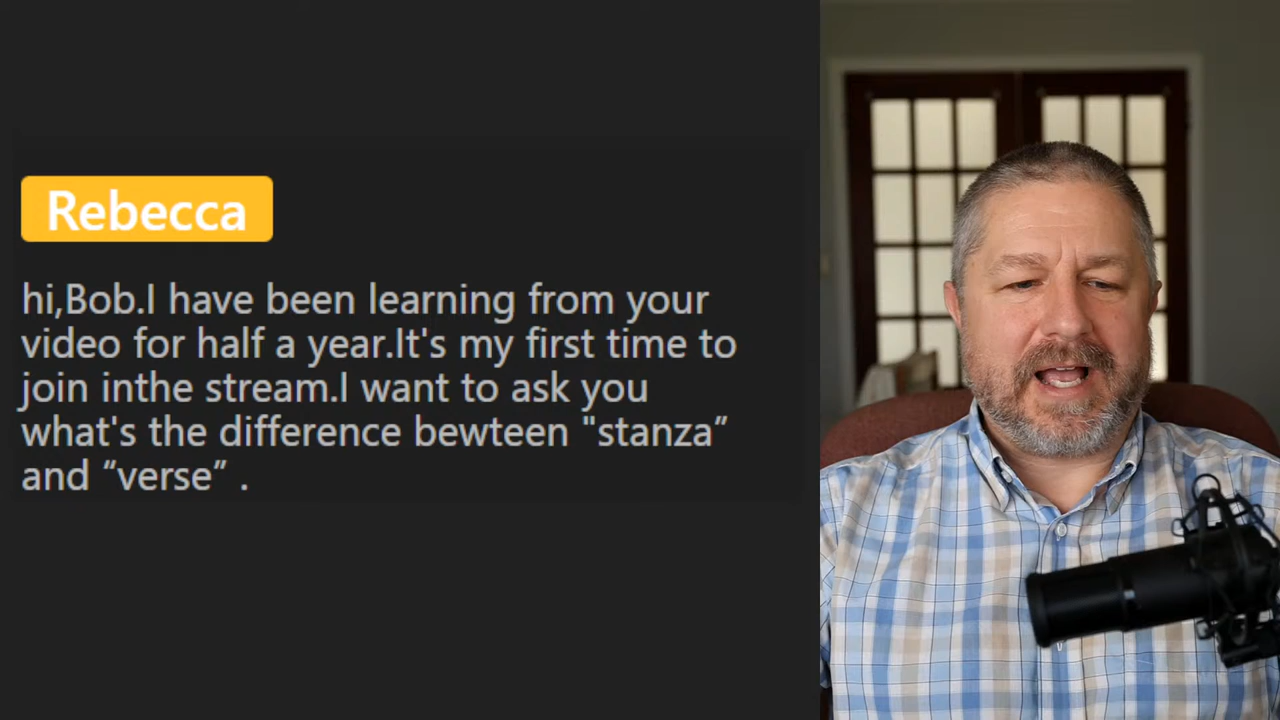 Rebecca
hi,Bob.I have been learning from your
video for half a year.It's my first time to
join inthe stream.I want to ask you
what's the difference bewteen "stanza”
and “verse” .